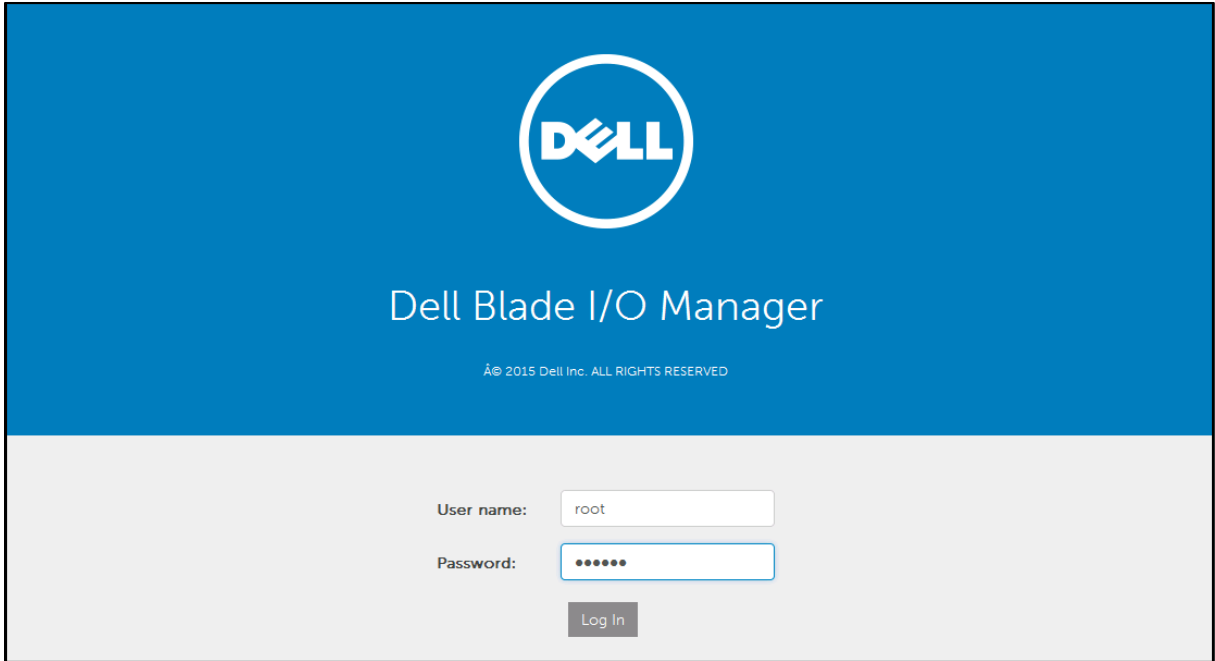 DELL
Dell Blade I/O Manager
Â© 2015 Dell Inc. ALL RIGHTS RESERVED
User name: root
Password: ••••••
Log In